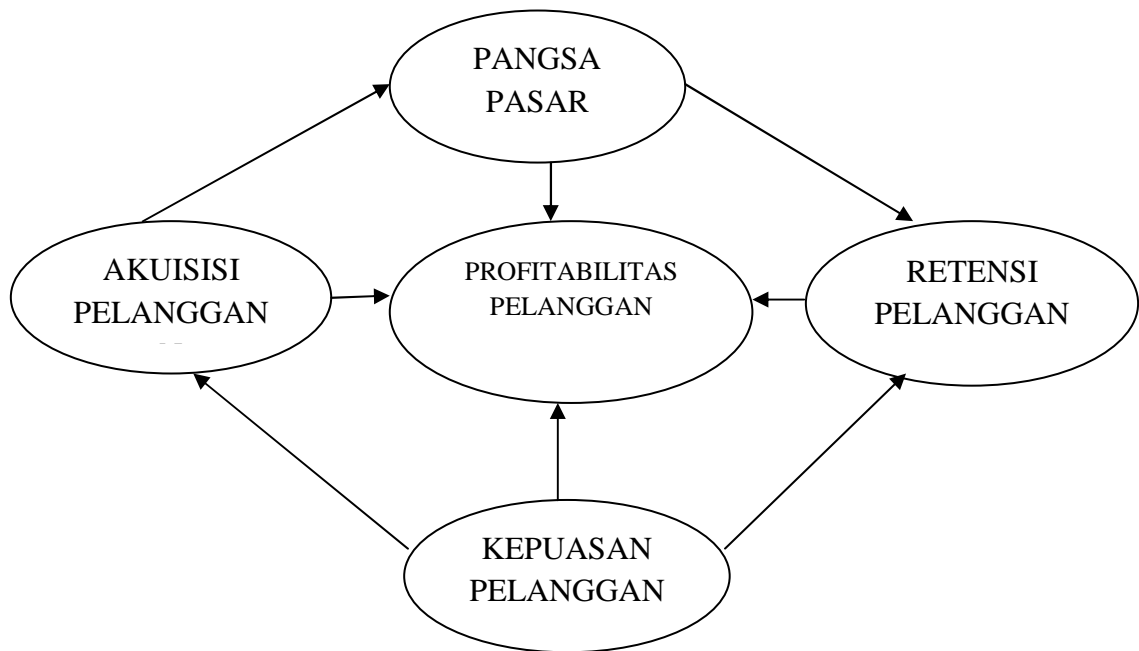 PANGSA
PASAR
AKUISISI
PELANGGAN
PROFITABILITAS
PELANGGAN
RETENSI
PELANGGAN
KEPUASAN
PELANGGAN